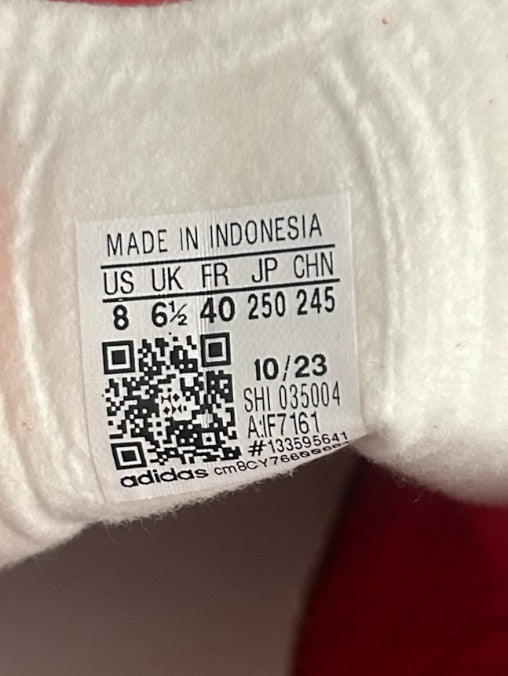 MADE IN INDONESIA
US UK FR JP CHN
8 6½ 40 250 245
10/23
SHI 035004
A:IF7161
#133595641
adidas